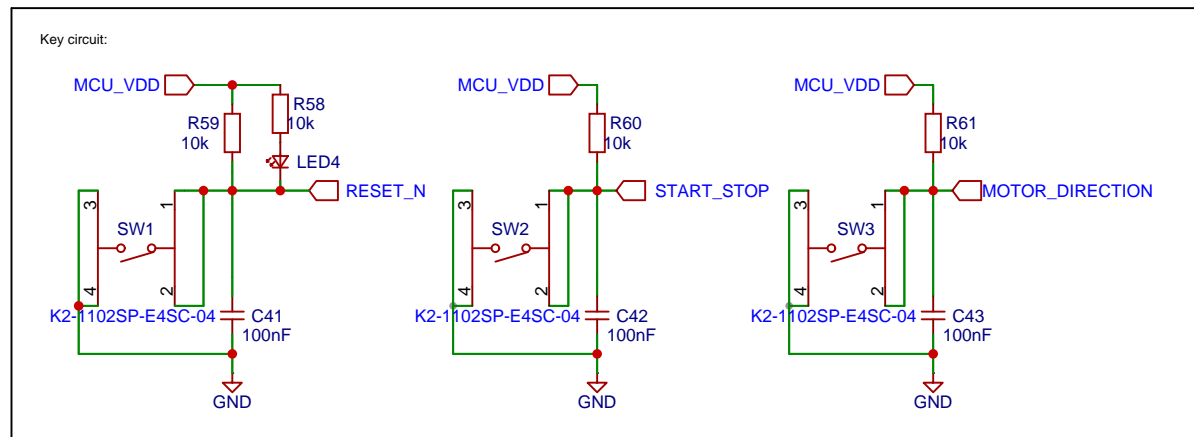 Key circuit:
MCU_VDD
R58
10k
R59
10k
LED4
RESET_N
3
1
SW1
4
2
K2-1102SP-E4SC-04
C41
100nF
GND
MCU_VDD
R60
10k
START_STOP
3
1
SW2
4
2
K2-1102SP-E4SC-04
C42
100nF
GND
MCU_VDD
R61
10k
MOTOR_DIRECTION
3
1
SW3
4
2
K2-1102SP-E4SC-04
C43
100nF
GND